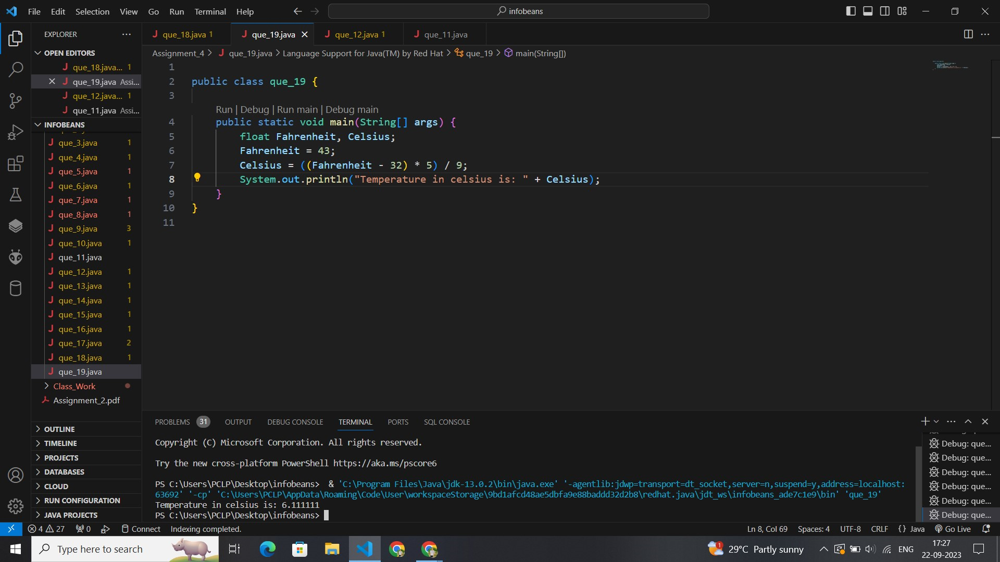 File Edit Selection View Go Run Terminal Help
infobeans
EXPLORER
OPEN EDITORS
que_18.java... 1
que_19.java Assi...
que_12.java... 1
que_11.java Assi...
INFOBEANS
que_3.java 1
que_4.java 1
que_5.java 1
que_6.java 1
que_7.java 1
que_8.java 1
que_9.java 3
que_10.java 1
que_11.java
que_12.java 1
que_13.java 1
que_14.java 1
que_15.java 1
que_16.java 1
que_17.java 2
que_18.java 1
que_19.java
Class_Work
Assignment_2.pdf
OUTLINE
TIMELINE
PROJECTS
DATABASES
CLOUD
RUN CONFIGURATION
JAVA PROJECTS
que_18.java 1 que_19.java que_12.java 1 que_11.java
Assignment_4 > que_19.java > Language Support for Java(TM) by Red Hat > que_19 > main(String[])
1
2 public class que_19 {
3
Run | Debug | Run main | Debug main
4 public static void main(String[] args) {
5 float Fahrenheit, Celsius;
6 Fahrenheit = 43;
7 Celsius = ((Fahrenheit - 32) * 5) / 9;
8 System.out.println("Temperature in celsius is: " + Celsius);
9 }
10 }
11
PROBLEMS 31 OUTPUT DEBUG CONSOLE TERMINAL PORTS SQL CONSOLE
Copyright (C) Microsoft Corporation. All rights reserved.
Try the new cross-platform PowerShell https://aka.ms/pscore6
PS C:\Users\PCLP\Desktop\infobeans> & 'C:\Program Files\Java\jdk-13.0.2\bin\java.exe' '-agentlib:jdwp=transport=dt_socket,server=n,suspend=y,address=localhost:
63692' '-cp' 'C:\Users\PCLP\AppData\Roaming\Code\User\workspaceStorage\9bd1afcd48ae5dbfa9e88baddd32d2b8\redhat.java\jdt_ws\infobeans_ade7c1e9\bin' 'que_19'
Temperature in celsius is: 6.111111
PS C:\Users\PCLP\Desktop\infobeans>
Debug: que...
Debug: que...
Debug: que...
Debug: que...
Debug: que...
Debug: que...
4 27 0 Connect Indexing completed. Ln 8, Col 69 Spaces: 4 UTF-8 CRLF {} Java Go Live
Type here to search
1 29°C Partly sunny ENG
17:27
22-09-2023